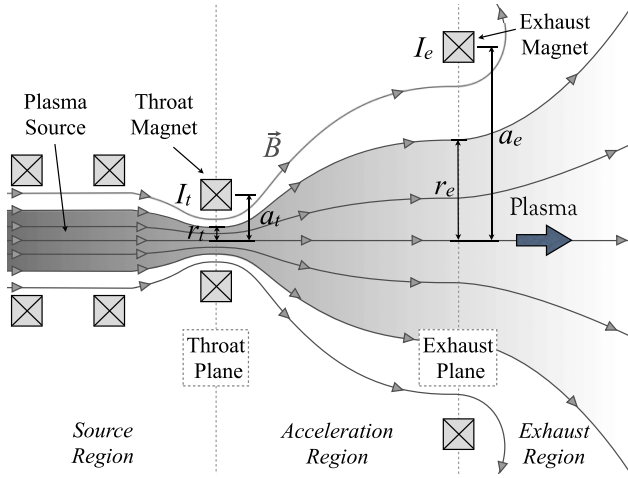 Exhaust
Magnet
I_e
Plasma
Source
Throat
Magnet
\vec{B}
a_e
I_t
a_t
r_e
r_t
Plasma
Throat
Plane
Exhaust
Plane
Source
Region
Acceleration
Region
Exhaust
Region